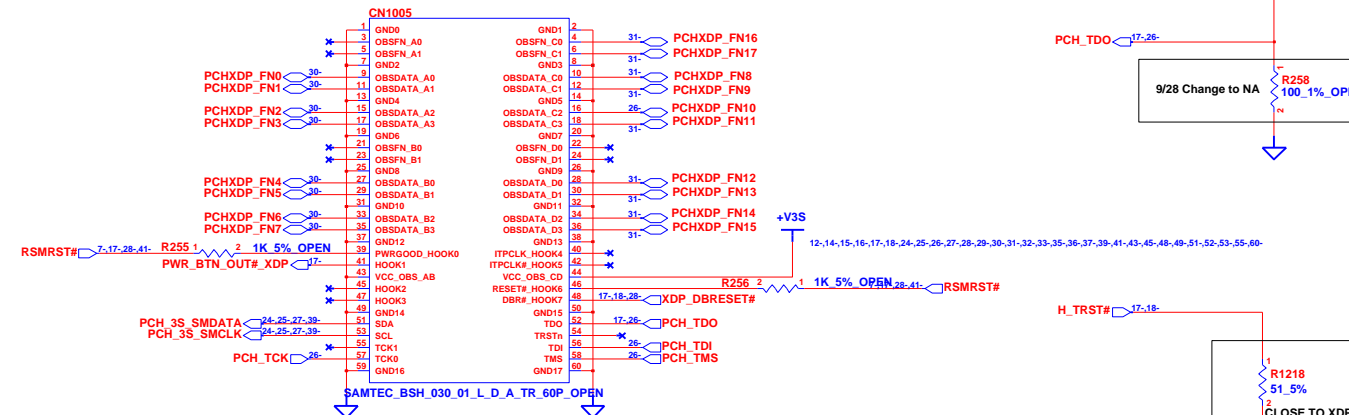 CN1005
1 GND0 GND1 2
3 OBSFN_A0 OBSFN_C0 4 31- PCHXDP_FN16
5 OBSFN_A1 OBSFN_C1 6 31- PCHXDP_FN17
7 GND2 GND3 8 31-
PCHXDP_FN0 30- 9 OBSDATA_A0 OBSDATA_C0 10 31- PCHXDP_FN8
PCHXDP_FN1 30- 11 OBSDATA_A1 OBSDATA_C1 12 PCHXDP_FN9
13 GND4 GND5 14 31-
PCHXDP_FN2 30- 15 OBSDATA_A2 OBSDATA_C2 16 26- PCHXDP_FN10
PCHXDP_FN3 30- 17 OBSDATA_A3 OBSDATA_C3 18 PCHXDP_FN11
19 GND6 GND7 20 31-
21 OBSFN_B0 OBSFN_D0 22
23 OBSFN_B1 OBSFN_D1 24
25 GND8 GND9 26
PCHXDP_FN4 30- 27 OBSDATA_B0 OBSDATA_D0 28 31- PCHXDP_FN12
PCHXDP_FN5 30- 29 OBSDATA_B1 OBSDATA_D1 30 31- PCHXDP_FN13
31 GND10 GND11 32
PCHXDP_FN6 30- 33 OBSDATA_B2 OBSDATA_D2 34 31- PCHXDP_FN14
PCHXDP_FN7 30- 35 OBSDATA_B3 OBSDATA_D3 36 31- PCHXDP_FN15
37 GND12 GND13 38 31-
RSMRST# 7-,17-,28-,41- R255 1 2 1K_5%_OPEN 39 PWRGOOD_HOOK0 ITPCLK_HOOK4 40
PWR_BTN_OUT#_XDP 17- 41 HOOK1 ITPCLK#_HOOK5 42
43 VCC_OBS_AB VCC_OBS_CD 44
+V3S
12-,14-,15-,16-,17-,18-,24-,25-,26-,27-,28-,29-,30-,31-,32-,33-,35-,36-,37-,39-,41-,43-,45-,48-,49-,51-,52-,53-,55-,60-
45 HOOK2 RESET#_HOOK6 46 R256 2 1 1K_5%_OPEN 7-,17-,28-,41- RSMRST#
47 HOOK3 DBR#_HOOK7 48 17-,18-,28- XDP_DBRESET#
49 GND14 GND15 50
PCH_3S_SMDATA 24-,25-,27-,39- 51 SDA TDO 52 17-,26- PCH_TDO
PCH_3S_SMCLK 24-,25-,27-,39- 53 SCL TRSTn 54
55 TCK1 TDI 56 26- PCH_TDI
PCH_TCK 26- 57 TCK0 TMS 58 26- PCH_TMS
59 GND16 GND17 60
SAMTEC_BSH_030_01_L_D_A_TR_60P_OPEN
PCH_TDO 17-,26-
9/28 Change to NA
1
R258
100_1%_OPE
2
H_TRST# 17-,18-
1
R1218
51_5%
2
CLOSE TO XDP